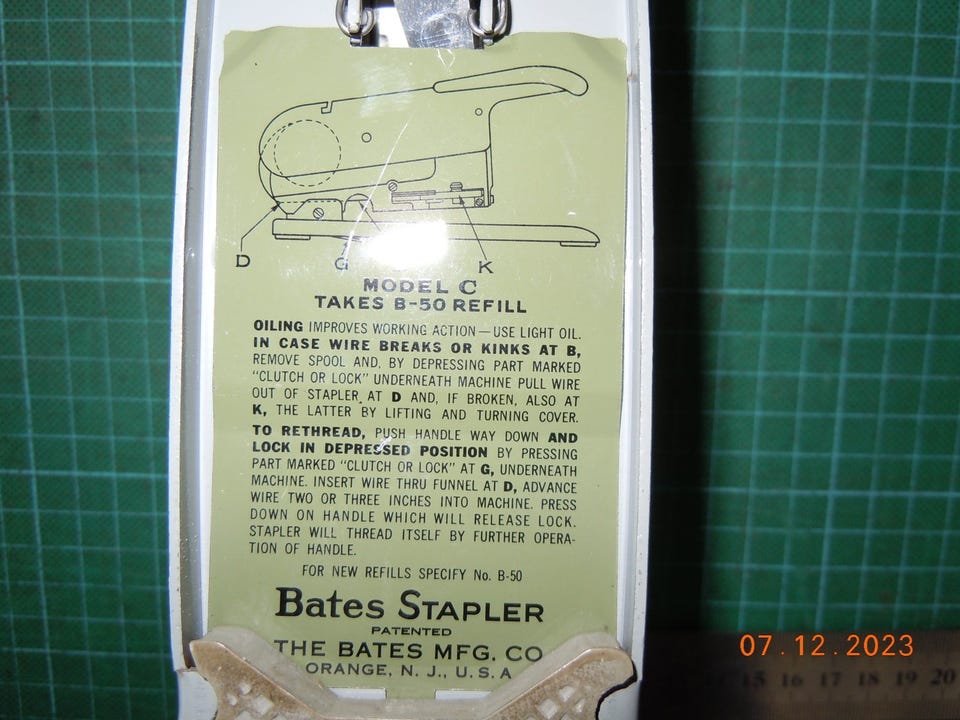 D G K
MODEL C
TAKES B-50 REFILL
OILING IMPROVES WORKING ACTION—USE LIGHT OIL.
IN CASE WIRE BREAKS OR KINKS AT B,
REMOVE SPOOL AND, BY DEPRESSING PART MARKED
"CLUTCH OR LOCK" UNDERNEATH MACHINE PULL WIRE
OUT OF STAPLER AT D AND, IF BROKEN, ALSO AT
K, THE LATTER BY LIFTING AND TURNING COVER.
TO RETHREAD, PUSH HANDLE WAY DOWN AND
LOCK IN DEPRESSED POSITION BY PRESSING
PART MARKED "CLUTCH OR LOCK" AT G, UNDERNEATH
MACHINE. INSERT WIRE THRU FUNNEL AT D, ADVANCE
WIRE TWO OR THREE INCHES INTO MACHINE. PRESS
DOWN ON HANDLE WHICH WILL RELEASE LOCK.
STAPLER WILL THREAD ITSELF BY FURTHER OPERA-
TION OF HANDLE.
FOR NEW REFILLS SPECIFY No. B-50
Bates STAPLER
PATENTED
THE BATES MFG. CO
ORANGE, N. J., U.S.A
07.12.2023
15 16 17 18 19 20